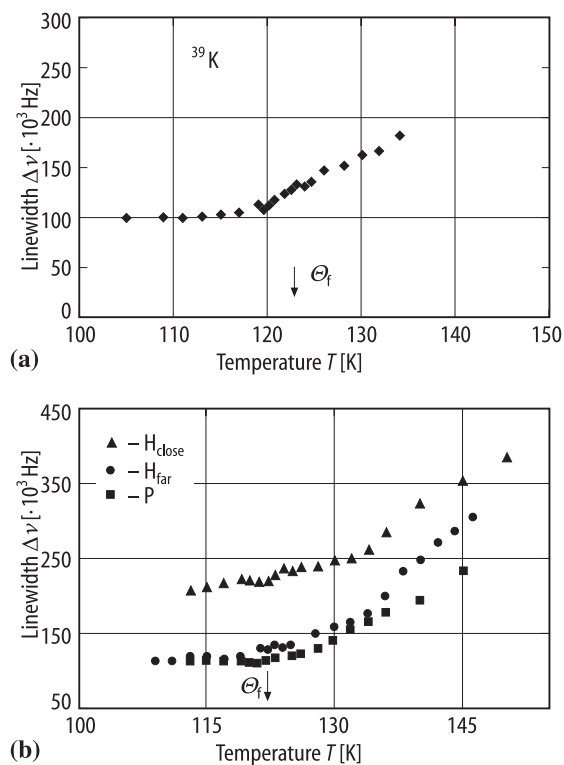 300
250
200
150
100
50
0
³⁹K
Θf
100 110 120 130 140 150
Linewidth Δν [·10³ Hz]
Temperature T [K]
(a)
450
350
250
150
50
– Hclose
– Hfar
– P
Θf
100 115 130 145
Linewidth Δν [·10³ Hz]
Temperature T [K]
(b)